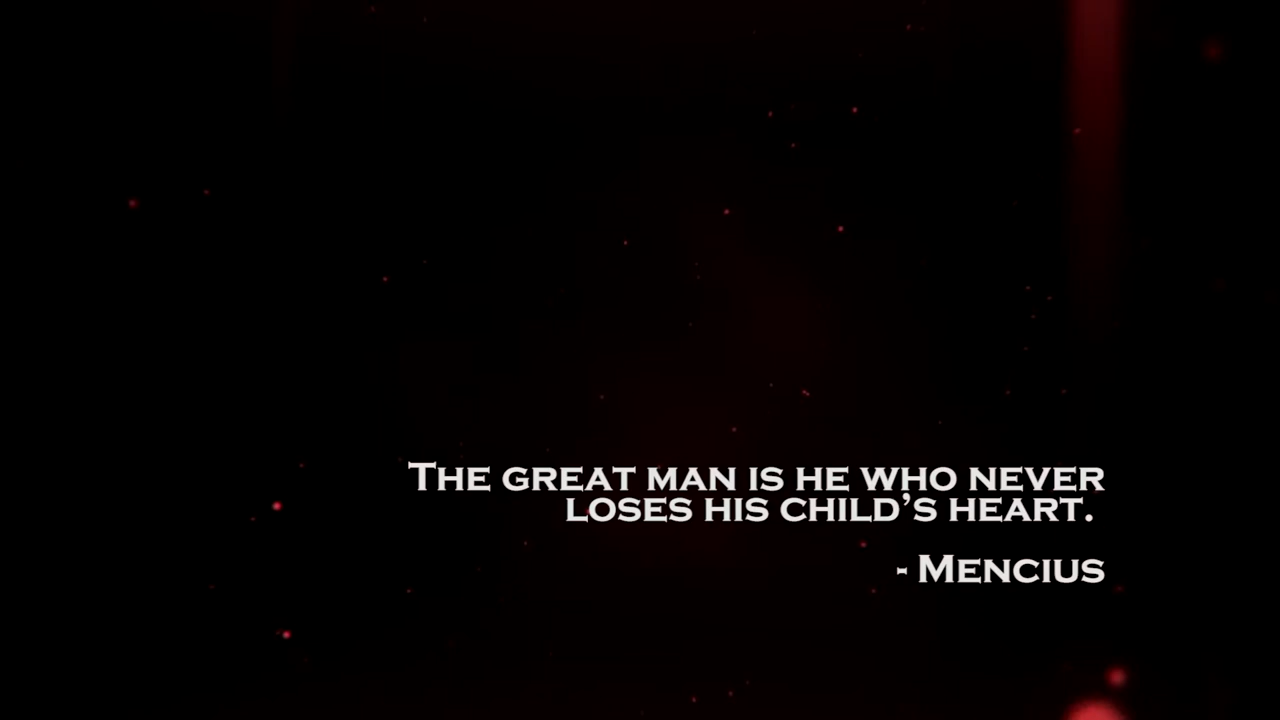 The great man is he who never
loses his child's heart.
- Mencius